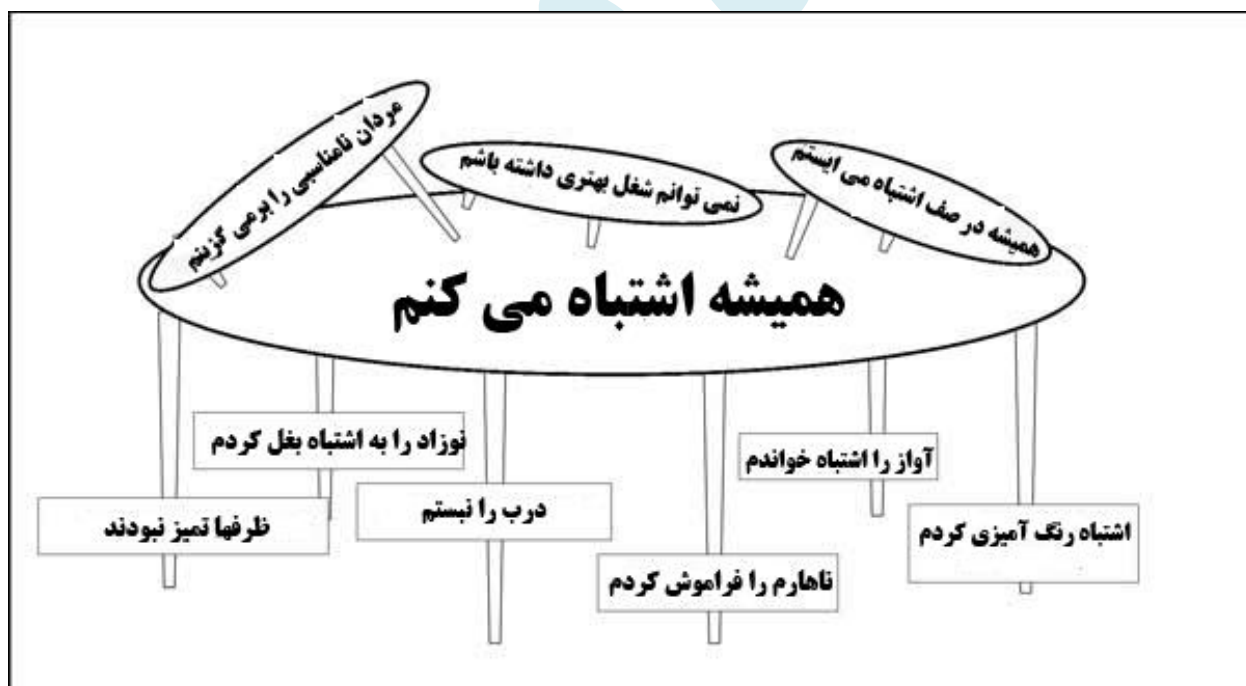 مردان نامناسبی را برمی گزینم
نمی توانم شغل بهتری داشته باشم
همیشه در صف اشتباه می ایستم
همیشه اشتباه می کنم
نوزاد را به اشتباه بغل کردم
آواز را اشتباه خواندم
ظرفها تمیز نبودند
درب را نبستم
اشتباه رنگ آمیزی کردم
ناهارم را فراموش کردم